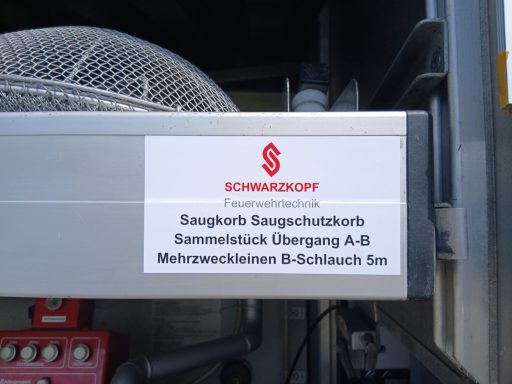 SCHWARZKOPF
Feuerwehrtechnik
Saugkorb Saugschutzkorb
Sammelstück Übergang A-B
Mehrzweckleinen B-Schlauch 5m